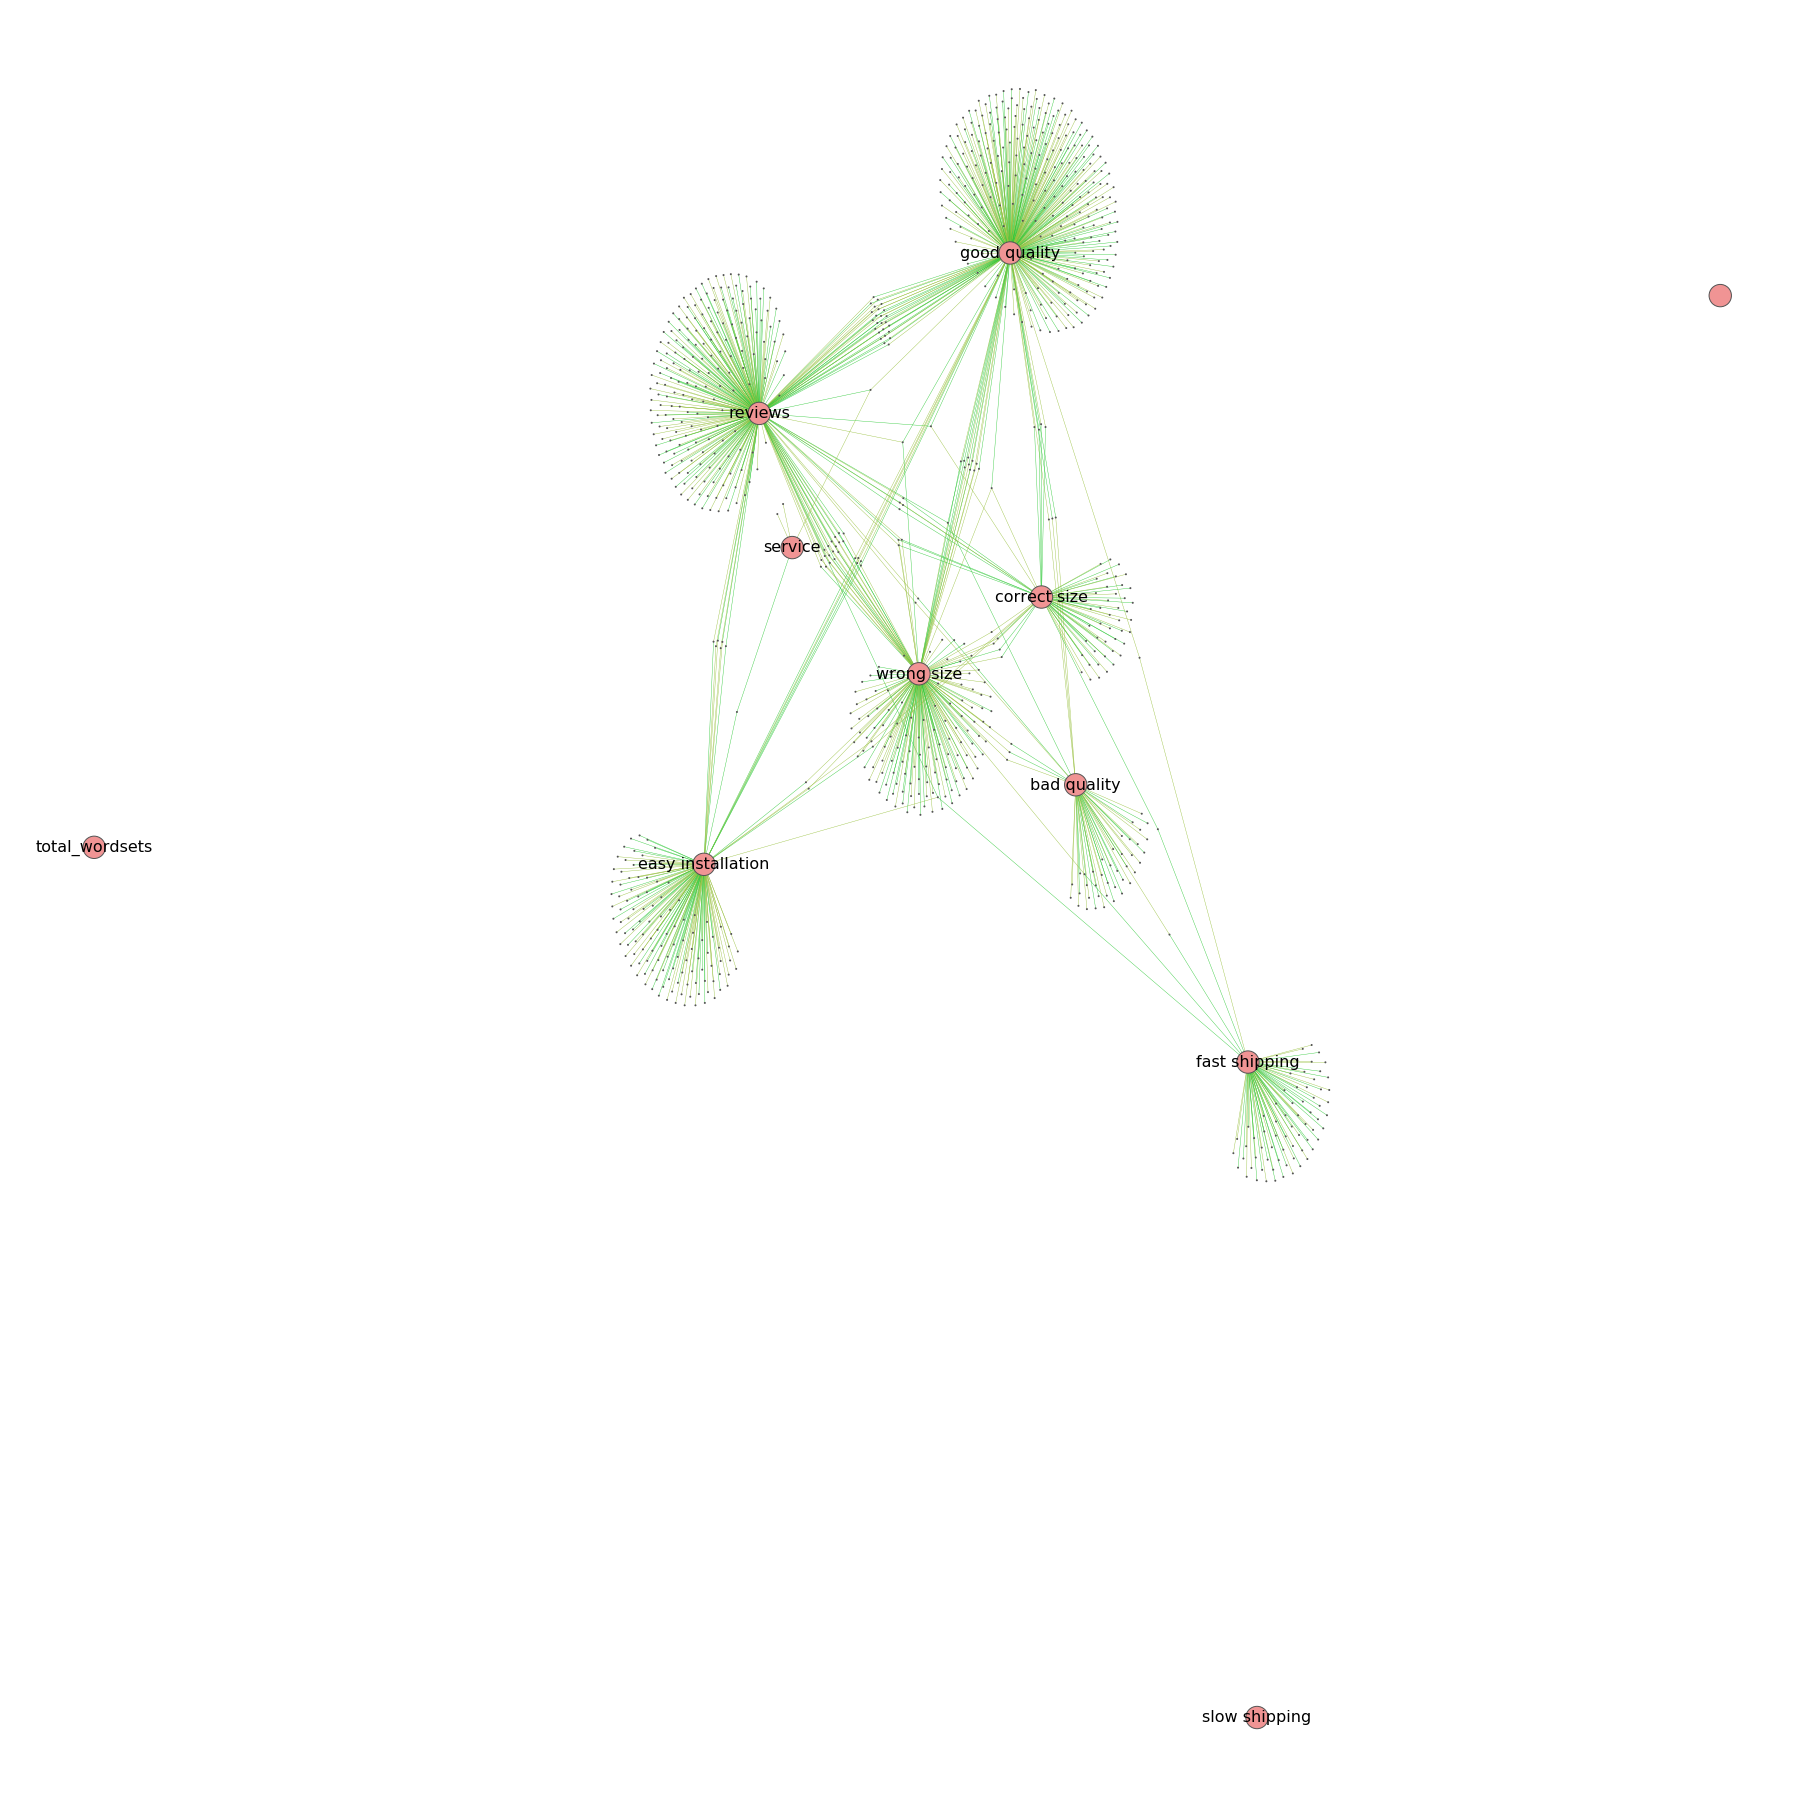 good quality
reviews
service
correct size
wrong size
bad quality
total_wordsets
easy installation
fast shipping
slow shipping